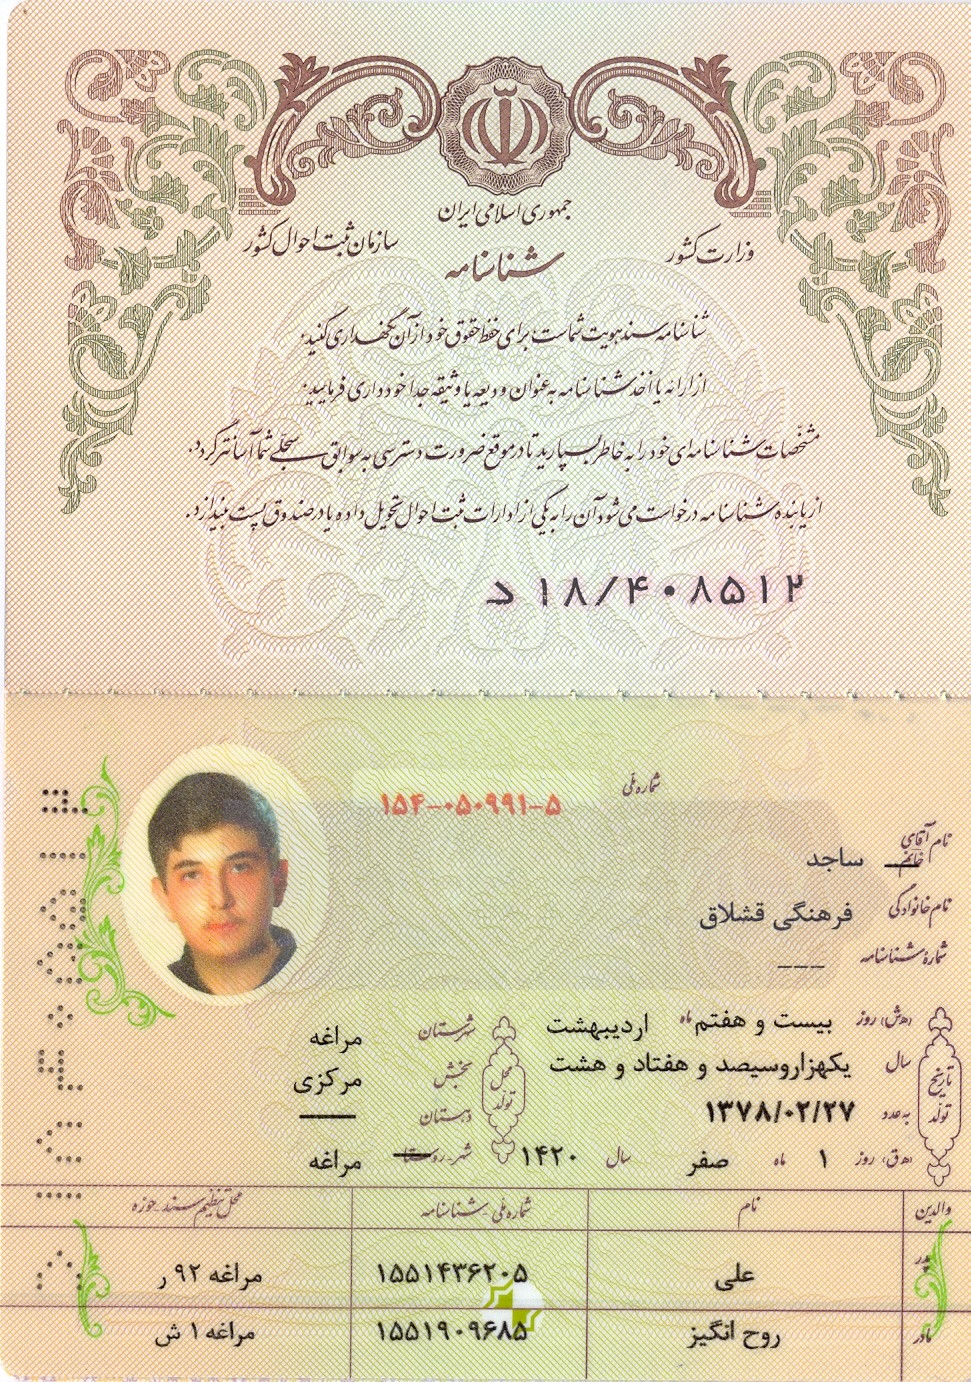 جمهوری اسلامی ایران
وزارت کشور
سازمان ثبت احوال کشور
شناسنامه
شناسنامه سند هویت شماست برای حفظ حقوق خود از آن نگهداری کنید.
از ارائه یا اخذ شناسنامه به عنوان ودیعه یا وثیقه جدا خودداری فرمایید.
مشخصات شناسنامه‌ای خود را به خاطر بسپارید تا در موقع ضرورت دسترسی به سوابق سجلی شما آسانتر گردد.
از یابنده شناسنامه درخواست می‌شود آن را به یکی از ادارات ثبت احوال تحویل داده یا در صندوق پست بیندازد.
د ۱۸/۴۰۸۵۱۲
شماره ملی ۱۵۴-۰۵۰۹۹۱-۵
نام آقای خانم ساجد
نام خانوادگی فرهنگی قشلاق
شماره شناسنامه ---
تاریخ تولد
(ه‍.ش) روز بیست و هفتم ماه اردیبهشت
سال یکهزاروسیصد و هفتاد و هشت
به عدد ۱۳۷۸/۰۲/۲۷
(ه‍.ق) روز ۱ ماه صفر سال ۱۴۲۰
محل تولد
شهرستان مراغه
بخش مرکزی
دهستان ——
شهر-روستا مراغه
والدین نام شماره ملی-شناسنامه محل تنظیم سند-حوزه
پدر علی ۱۵۵۱۴۳۶۲۰۵ مراغه ۹۲ ر
مادر روح انگیز ۱۵۵۱۹۰۹۶۸۵ مراغه ۱ ش